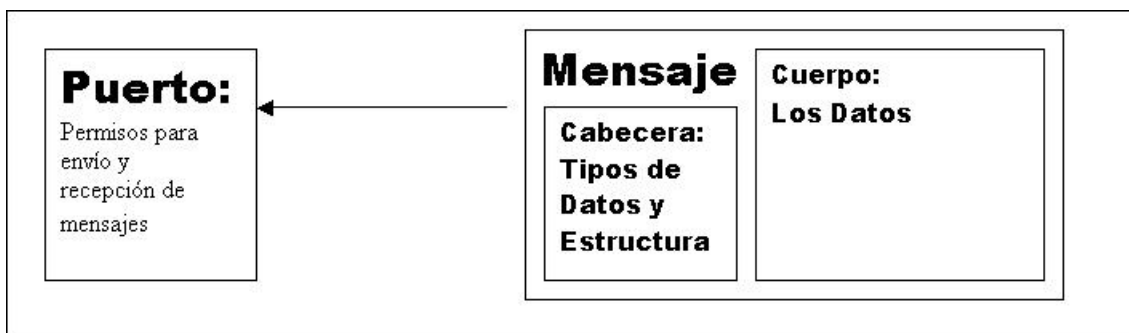 Puerto:
Permisos para
envío y
recepción de
mensajes
Mensaje
Cabecera:
Tipos de
Datos y
Estructura
Cuerpo:
Los Datos